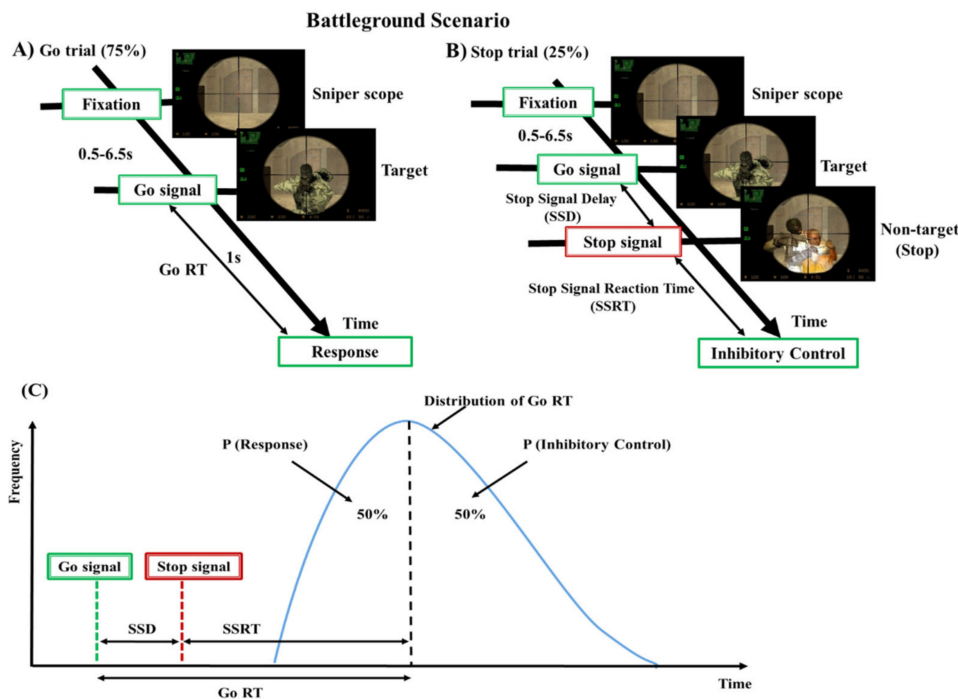 Battleground Scenario
A) Go trial (75%)
Fixation
Sniper scope
0.5-6.5s
Target
Go signal
Go RT
1s
Time
Response
B) Stop trial (25%)
Fixation
Sniper scope
0.5-6.5s
Target
Go signal
Stop Signal Delay
(SSD)
Stop signal
Non-target
(Stop)
Stop Signal Reaction Time
(SSRT)
Time
Inhibitory Control
(C)
Frequency
Distribution of Go RT
P (Response)
P (Inhibitory Control)
50%
50%
Go signal
Stop signal
SSD
SSRT
Go RT
Time